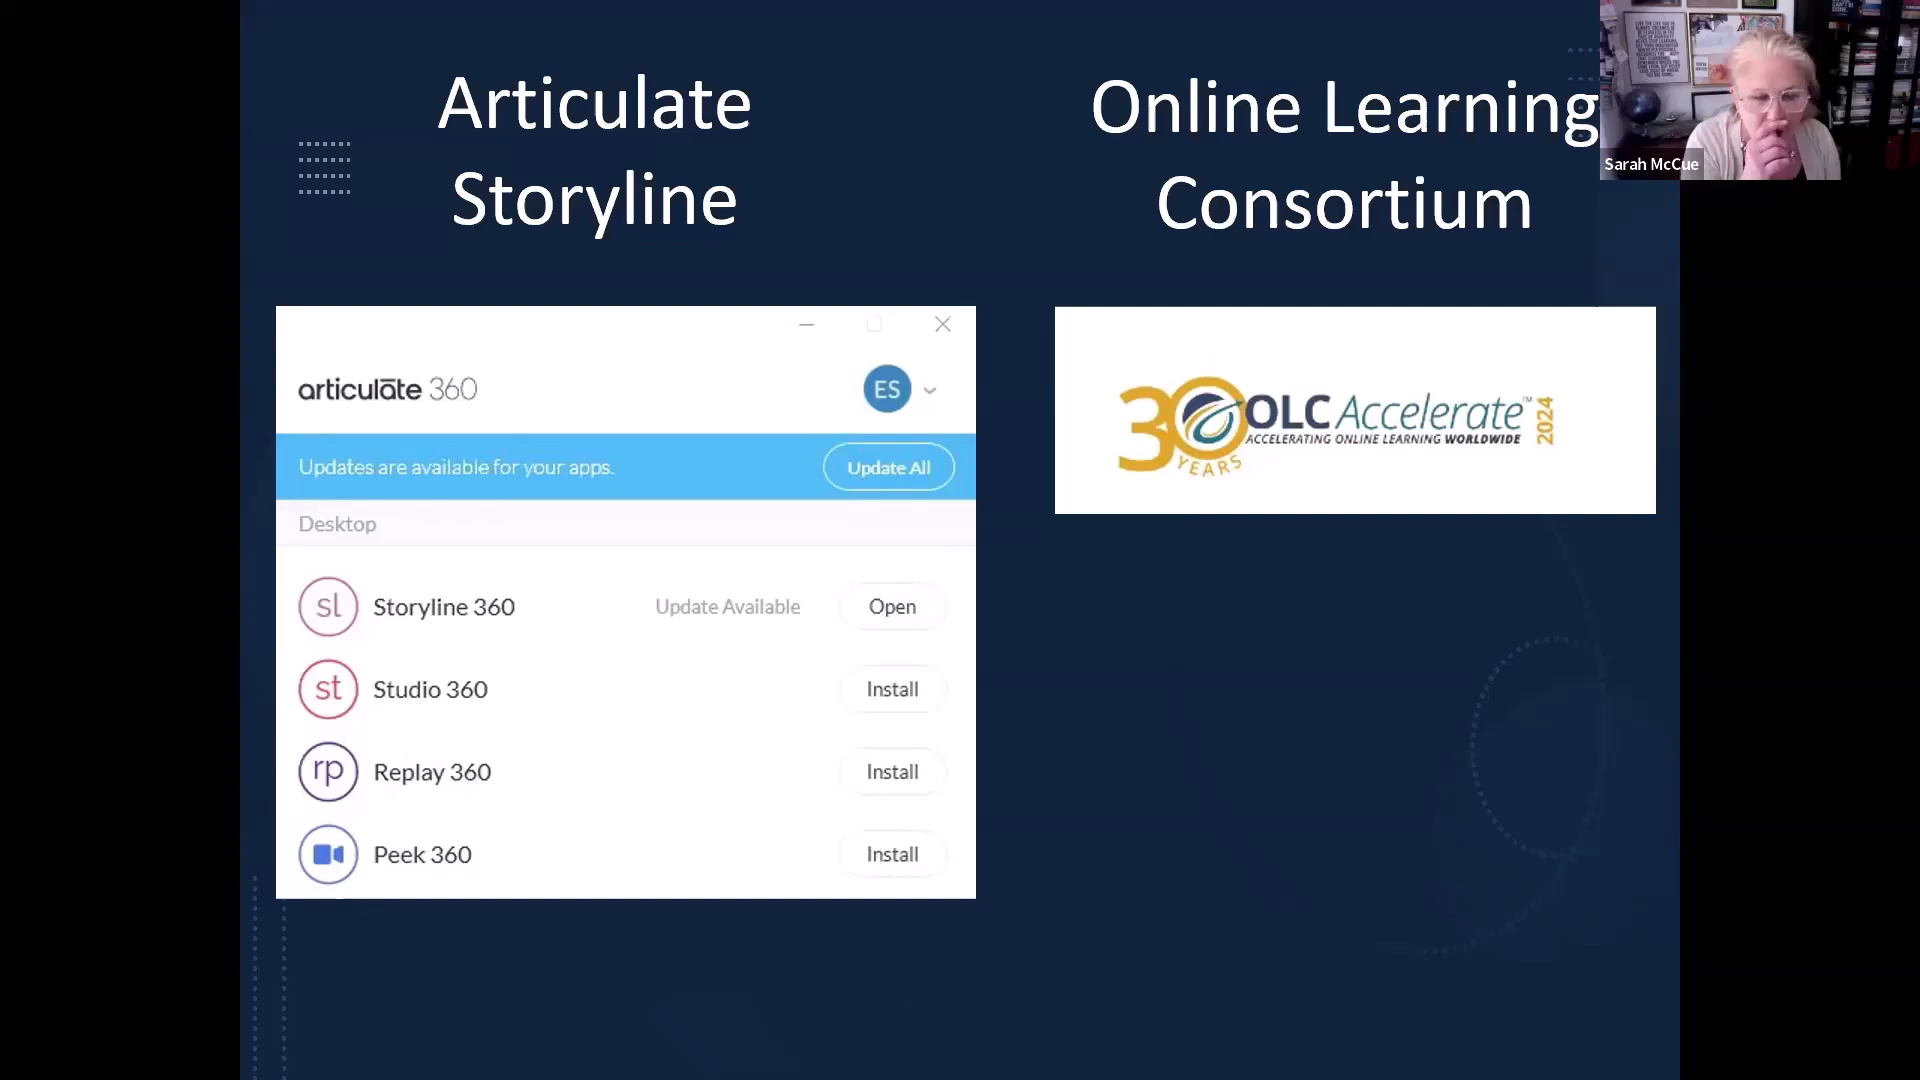 Articulate
Storyline
Online Learning
Consortium
Sarah McCue
articulate 360
ES
Updates are available for your apps.
Update All
Desktop
sl
Storyline 360
Update Available
Open
st
Studio 360
Install
rp
Replay 360
Install
Peek 360
Install
30 YEARS
OLC Accelerate™ 2024
ACCELERATING ONLINE LEARNING WORLDWIDE